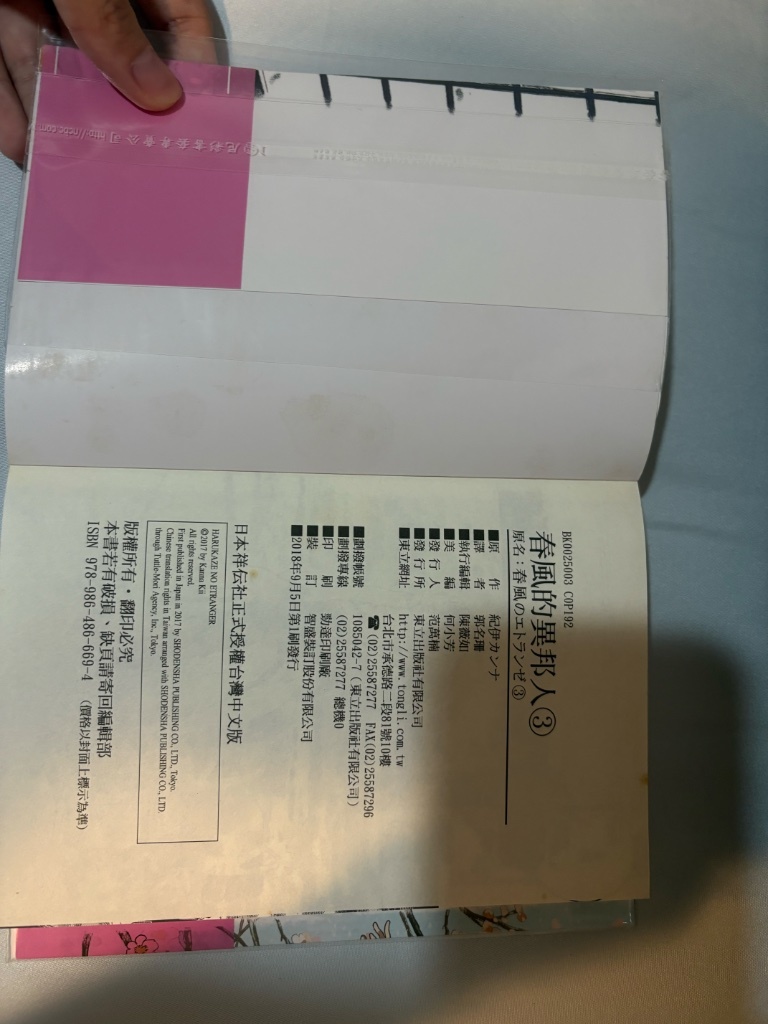 BK0025003 C0P192
春風的異邦人③
原名：春風のエトランゼ③
■原　作　紀伊カンナ
■譯　者　郭名珊
■執行編輯　陳薇如
■美　編　何小芳
■發 行 人　范萬楠
■發 行 所　東立出版社有限公司
■東立網址　http://www.tongli.com.tw
台北市承德路二段81號10樓
☎(02)25587277　FAX(02)25587296
■劃撥帳號　1085042-7（東立出版社有限公司）
■劃撥專線　(02)25587277 總機0
■印　刷　勁達印刷廠
■裝　訂　智盛裝訂股份有限公司
■2018年9月5日第1刷發行
日本祥伝社正式授權台灣中文版
HARUKAZE NO ETRANGER
©2017 by Kanna Kii
All rights reserved.
First published in Japan in 2017 by SHODENSHA PUBLISHING CO., LTD., Tokyo.
Chinese translation rights in Taiwan arranged with SHODENSHA PUBLISHING CO., LTD.
through Tuttle-Mori Agency, Inc., Tokyo.
版權所有・翻印必究
本書若有破損、缺頁請寄回編輯部
ISBN 978-986-486-669-4　（價格以封面上標示為準）